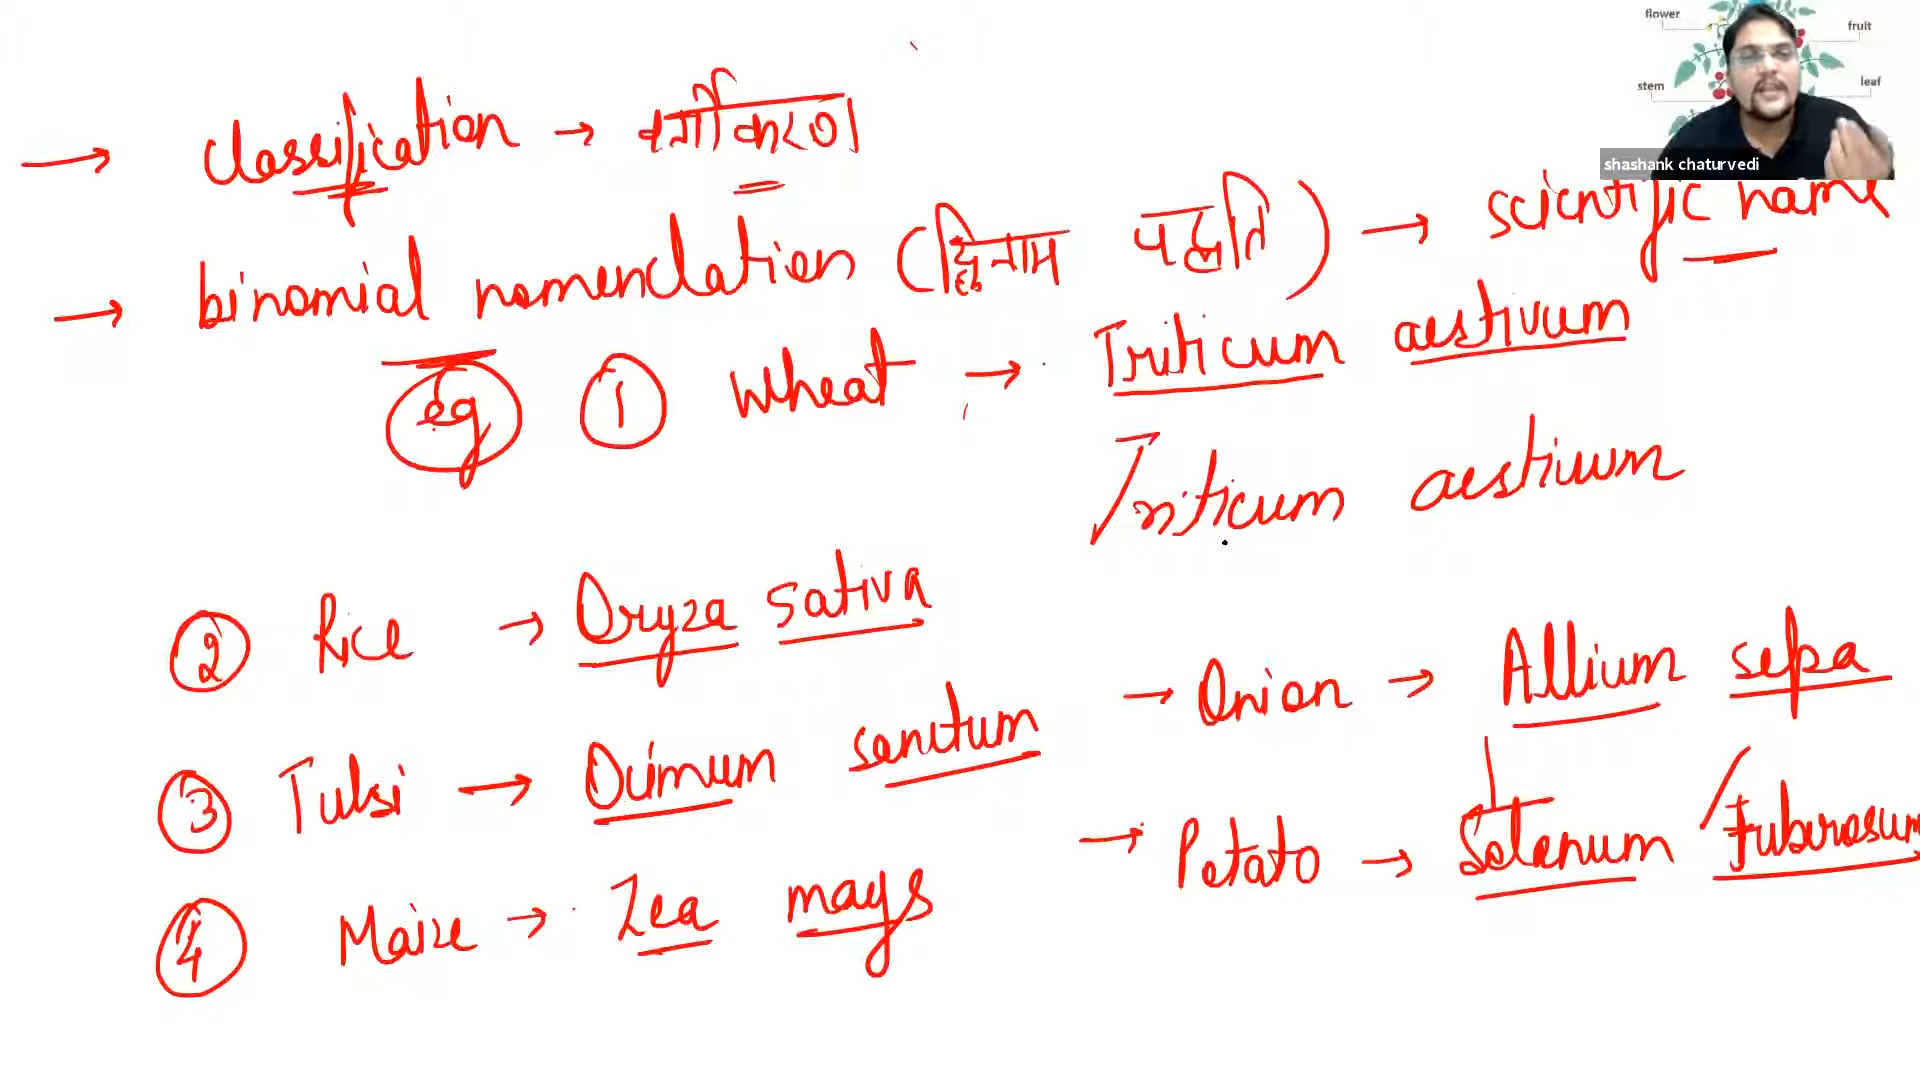 flower
fruit
stem
leaf
shashank chaturvedi
→ classification → वर्गीकरण
→ binomial nomenclation (द्विनाम पद्धति) → scientific name
eg ① Wheat → Triticum aestivum
Triticum aestivum
② Rice → Oryza sativa
→ Onion → Allium sepa
③ Tulsi → Ocimum sanctum
→ Potato → Solanum tuberosum
④ Maize → Zea mays